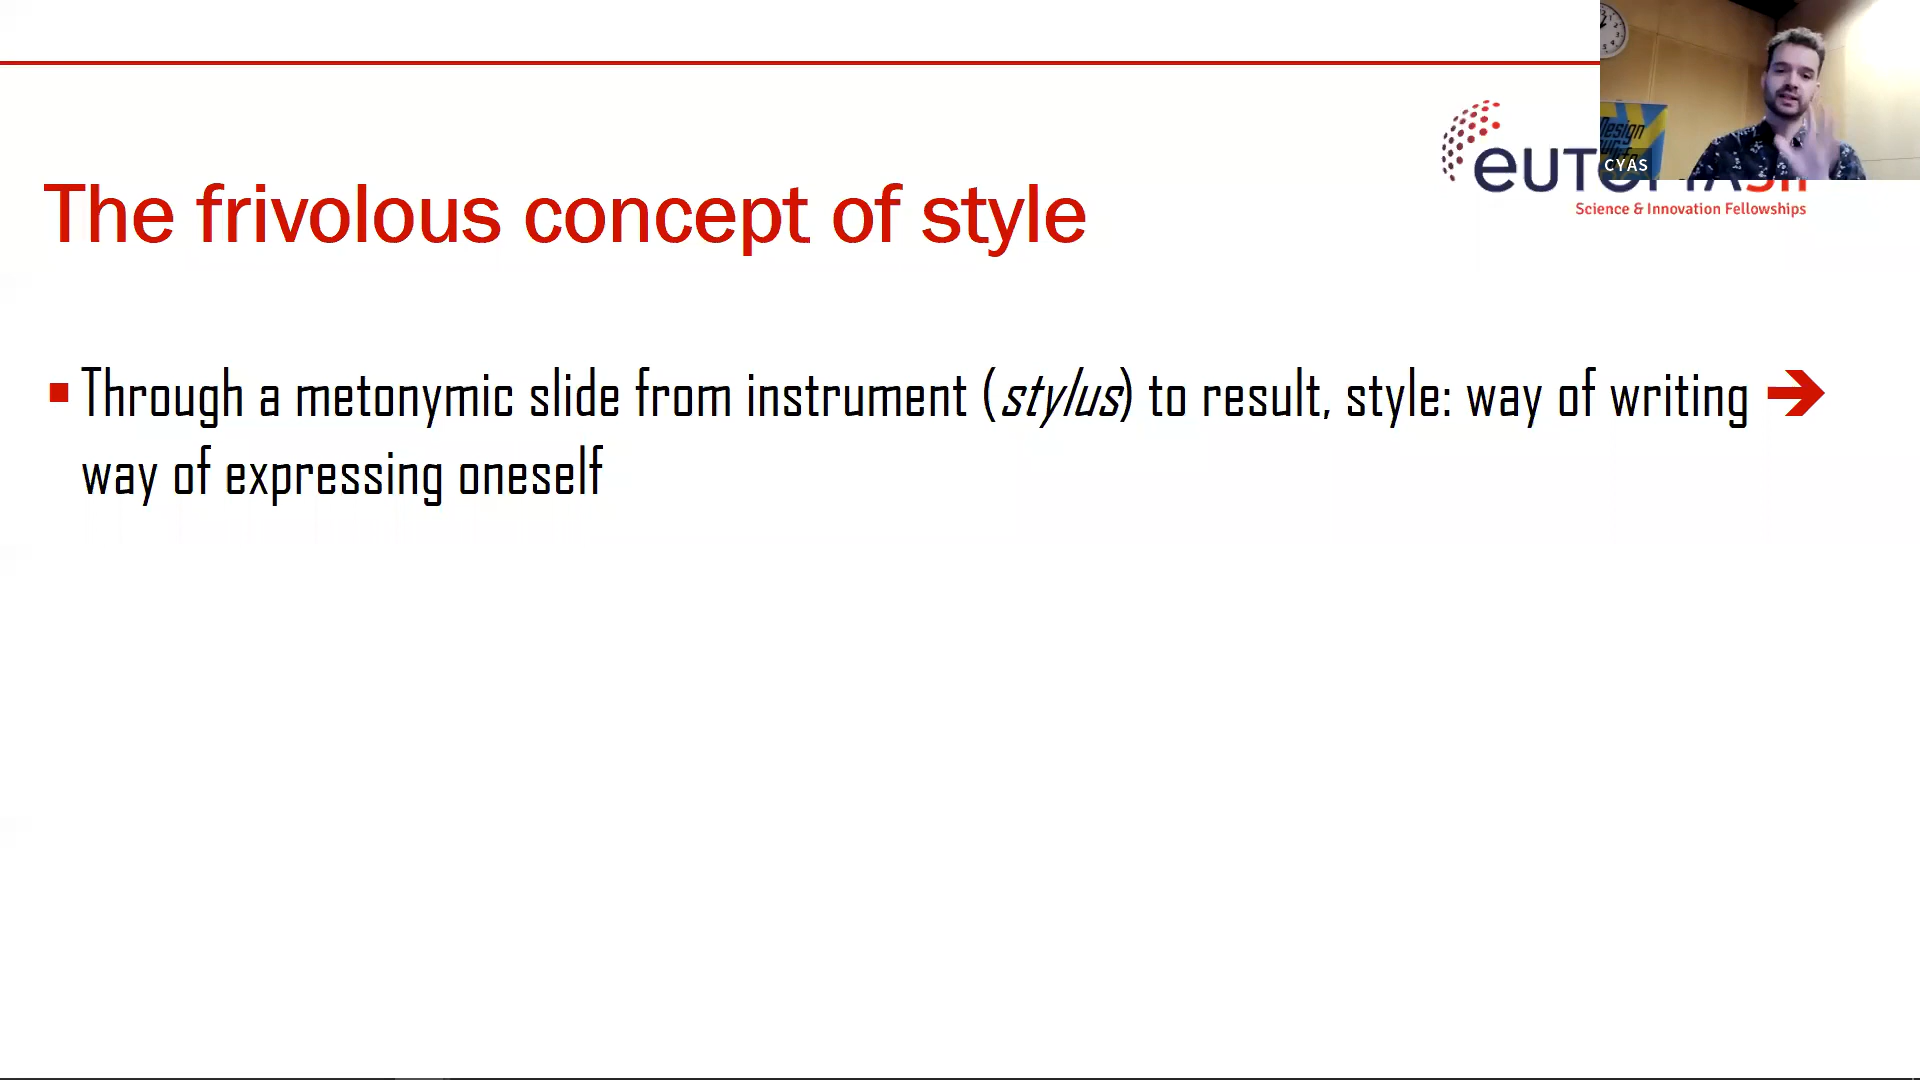 The frivolous concept of style
Science & Innovation Fellowships
CYAS
Through a metonymic slide from instrument (stylus) to result, style: way of writing ➔
way of expressing oneself